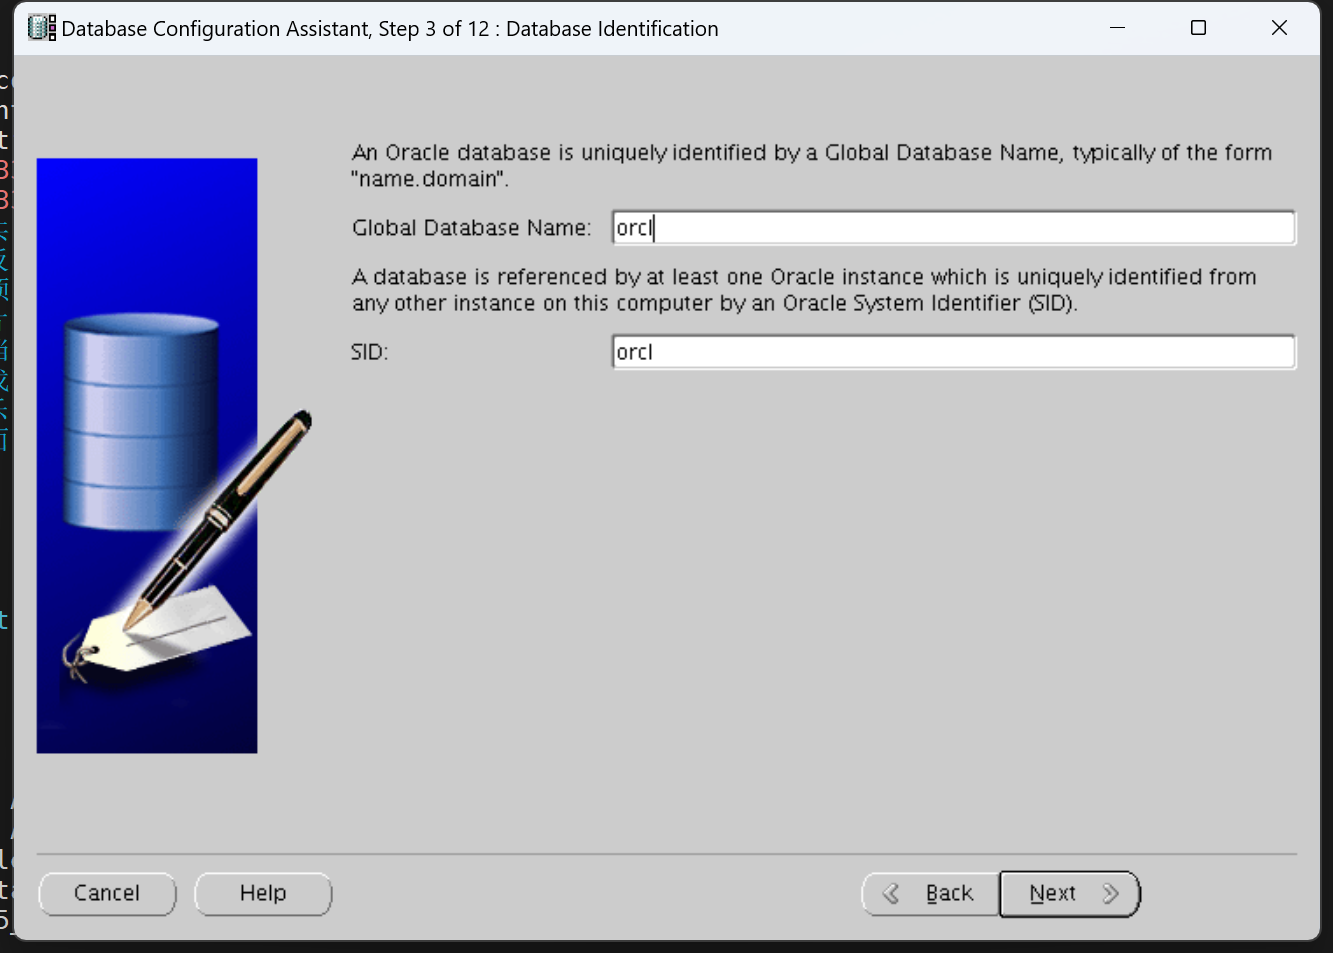 Database Configuration Assistant, Step 3 of 12 : Database Identification
An Oracle database is uniquely identified by a Global Database Name, typically of the form
"name.domain".
Global Database Name: orcl
A database is referenced by at least one Oracle instance which is uniquely identified from
any other instance on this computer by an Oracle System Identifier (SID).
SID: orcl
Cancel Help Back Next